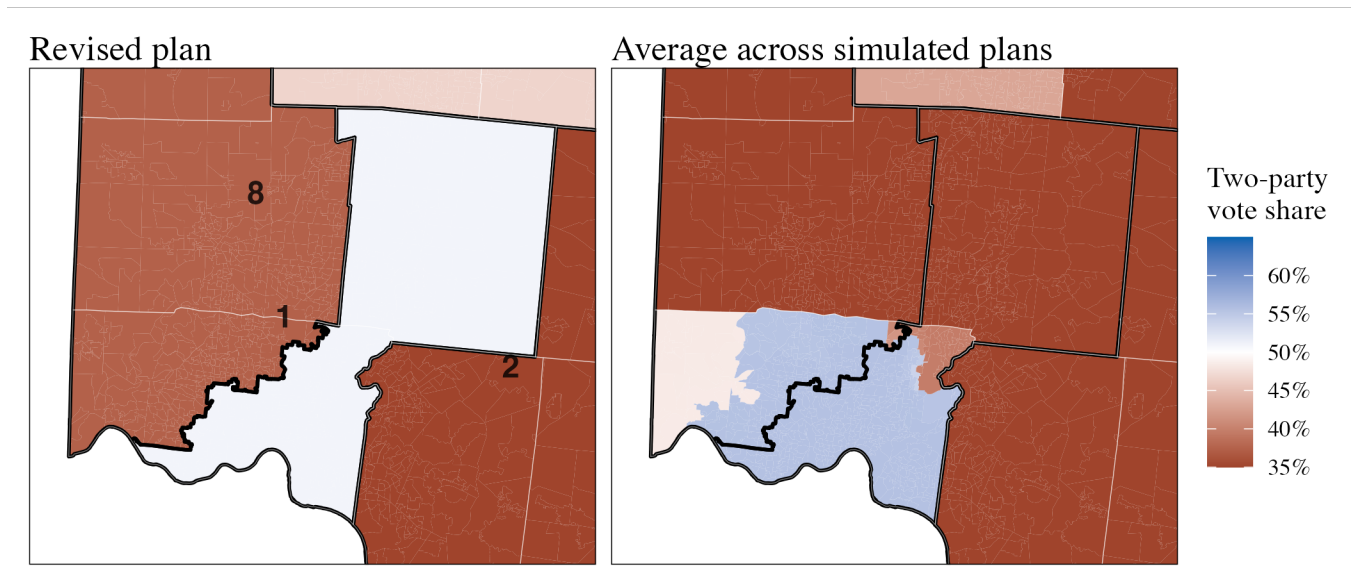 Revised plan
8
1
2
Average across simulated plans
Two-party
vote share
60%
55%
50%
45%
40%
35%